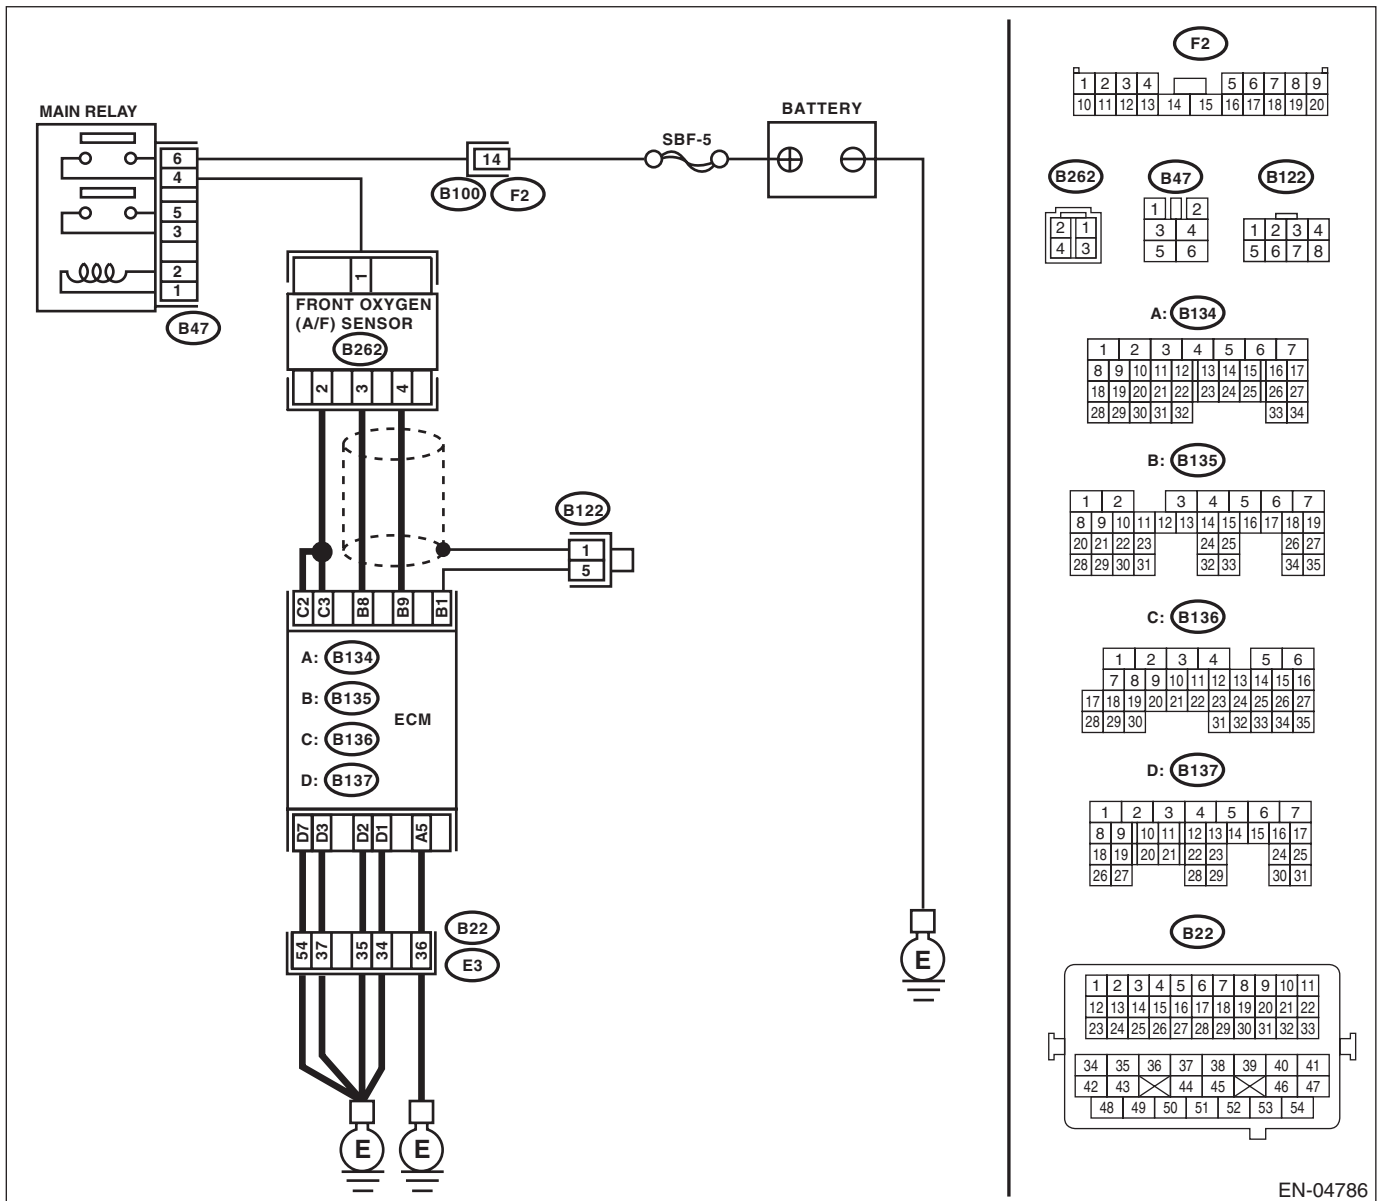 MAIN RELAY
6
4
5
3
2
1
B47
14
B100 F2
SBF-5
BATTERY
1
FRONT OXYGEN
(A/F) SENSOR
B262
2 3 4
B122
1
5
C2 C3 B8 B9 B1
A: B134
B: B135
C: B136
D: B137
ECM
D7 D3 D2 D1 A5
54 37 35 34 36
B22
E3
E
E E
F2
1 2 3 4 5 6 7 8 9
10 11 12 13 14 15 16 17 18 19 20
B262
2 1
4 3
B47
1 2
3 4
5 6
B122
1 2 3 4
5 6 7 8
A: B134
1 2 3 4 5 6 7
8 9 10 11 12 13 14 15 16 17
18 19 20 21 22 23 24 25 26 27
28 29 30 31 32 33 34
B: B135
1 2 3 4 5 6 7
8 9 10 11 12 13 14 15 16 17 18 19
20 21 22 23 24 25 26 27
28 29 30 31 32 33 34 35
C: B136
1 2 3 4 5 6
7 8 9 10 11 12 13 14 15 16
17 18 19 20 21 22 23 24 25 26 27
28 29 30 31 32 33 34 35
D: B137
1 2 3 4 5 6 7
8 9 10 11 12 13 14 15 16 17
18 19 20 21 22 23 24 25
26 27 28 29 30 31
B22
1 2 3 4 5 6 7 8 9 10 11
12 13 14 15 16 17 18 19 20 21 22
23 24 25 26 27 28 29 30 31 32 33
34 35 36 37 38 39 40 41
42 43 44 45 46 47
48 49 50 51 52 53 54
EN-04786